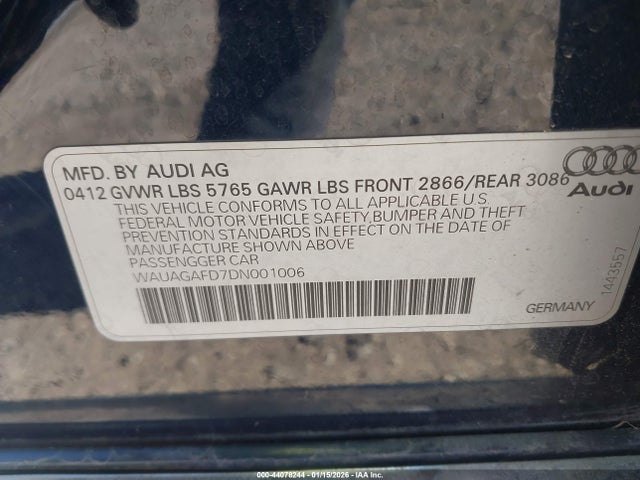 MFD. BY AUDI AG
0412 GVWR LBS 5765 GAWR LBS FRONT 2866/REAR 3086
THIS VEHICLE CONFORMS TO ALL APPLICABLE U.S.
FEDERAL MOTOR VEHICLE SAFETY,BUMPER AND THEFT
PREVENTION STANDARDS IN EFFECT ON THE DATE OF
MANUFACTURE SHOWN ABOVE
PASSENGGER CAR
WAUAGAFD7DN001006
Audi
1443557
GERMANY
000-44078244 - 01/15/2026 - IAA Inc.